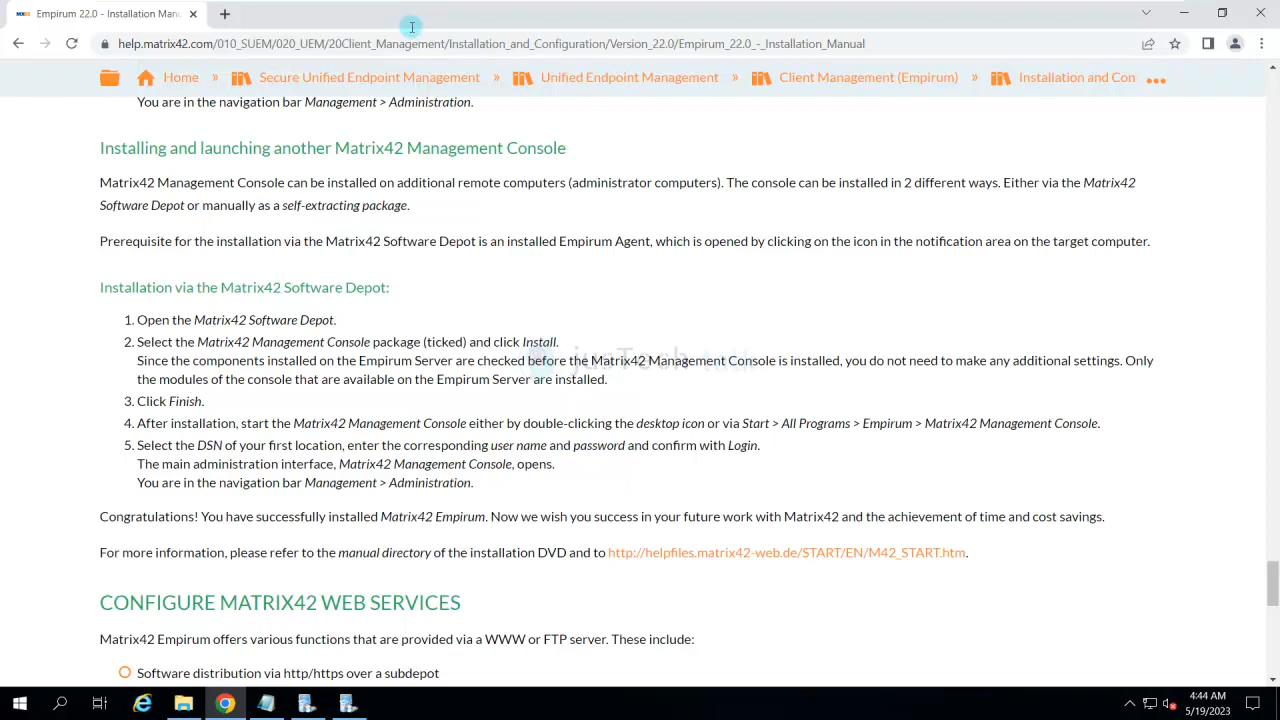 Empirum 22.0 - Installation Manu
help.matrix42.com/010_SUEM/020_UEM/20Client_Management/Installation_and_Configuration/Version_22.0/Empirum_22.0_-_Installation_Manual
Home » Secure Unified Endpoint Management » Unified Endpoint Management » Client Management (Empirum) » Installation and Con
You are in the navigation bar Management > Administration.
Installing and launching another Matrix42 Management Console
Matrix42 Management Console can be installed on additional remote computers (administrator computers). The console can be installed in 2 different ways. Either via the Matrix42
Software Depot or manually as a self-extracting package.
Prerequisite for the installation via the Matrix42 Software Depot is an installed Empirum Agent, which is opened by clicking on the icon in the notification area on the target computer.
Installation via the Matrix42 Software Depot:
1. Open the Matrix42 Software Depot.
2. Select the Matrix42 Management Console package (ticked) and click Install.
Since the components installed on the Empirum Server are checked before the Matrix42 Management Console is installed, you do not need to make any additional settings. Only
the modules of the console that are available on the Empirum Server are installed.
3. Click Finish.
4. After installation, start the Matrix42 Management Console either by double-clicking the desktop icon or via Start > All Programs > Empirum > Matrix42 Management Console.
5. Select the DSN of your first location, enter the corresponding user name and password and confirm with Login.
The main administration interface, Matrix42 Management Console, opens.
You are in the navigation bar Management > Administration.
Congratulations! You have successfully installed Matrix42 Empirum. Now we wish you success in your future work with Matrix42 and the achievement of time and cost savings.
For more information, please refer to the manual directory of the installation DVD and to http://helpfiles.matrix42-web.de/START/EN/M42_START.htm.
CONFIGURE MATRIX42 WEB SERVICES
Matrix42 Empirum offers various functions that are provided via a WWW or FTP server. These include:
Software distribution via http/https over a subdepot
4:44 AM
5/19/2023